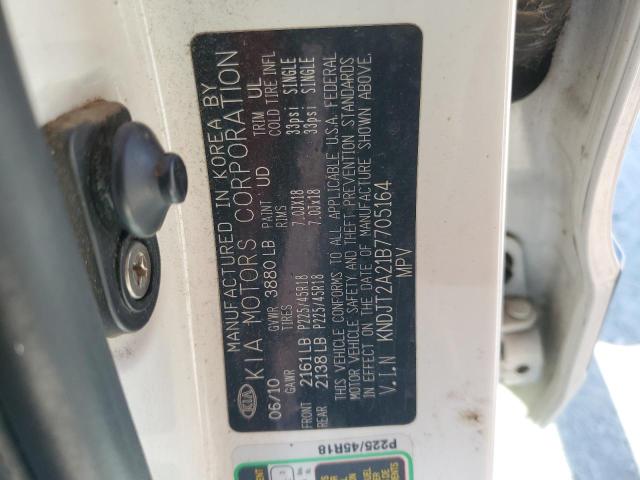 MANUFACTURED IN KOREA BY
KIA KIA MOTORS CORPORATION
06/10 GVWR 3880 LB PAINT UD TRIM UL
GAWR TIRES RIMS COLD TIRE INFL
FRONT 2161LB P225/45R18 7.0JX18 33psi SINGLE
REAR 2138LB P225/45R18 7.0JX18 33psi SINGLE
THIS VEHICLE CONFORMS TO ALL APPLICABLE U.S.A. FEDERAL
MOTOR VEHICLE SAFETY AND THEFT PREVENTION STANDARDS
IN EFFECT ON THE DATE OF MANUFACTURE SHOWN ABOVE.
V.I.N KNDJT2A21B7705164
MPV
P225/45R18